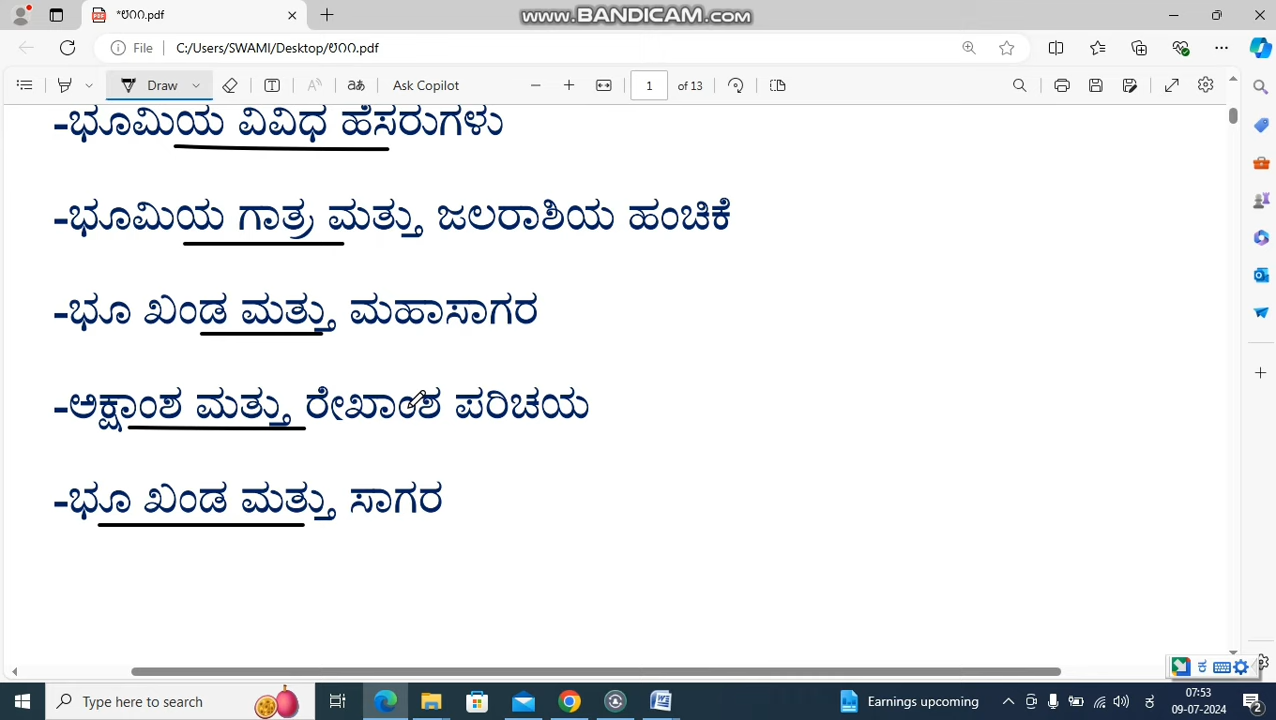 *ಅ೦೦.pdf
www.BANDICAM.com
File C:/Users/SWAMI/Desktop/ಅ೦೦.pdf
Draw Ask Copilot 1 of 13
-ಭೂಮಿಯ ವಿವಿಧ ಹೆಸರುಗಳು
-ಭೂಮಿಯ ಗಾತ್ರ ಮತ್ತು ಜಲರಾಶಿಯ ಹಂಚಿಕೆ
-ಭೂ ಖಂಡ ಮತ್ತು ಮಹಾಸಾಗರ
-ಅಕ್ಷಾಂಶ ಮತ್ತು ರೇಖಾಂಶ ಪರಿಚಯ
-ಭೂ ಖಂಡ ಮತ್ತು ಸಾಗರ
Type here to search Earnings upcoming 07:53
09-07-2024